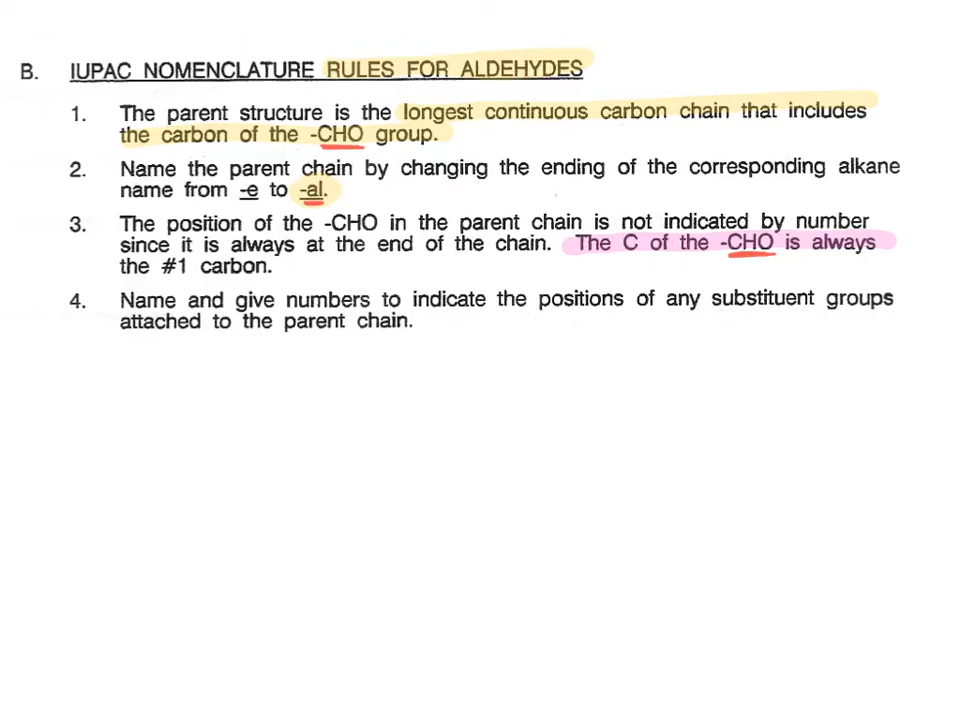 B. IUPAC NOMENCLATURE RULES FOR ALDEHYDES
1. The parent structure is the longest continuous carbon chain that includes
the carbon of the -CHO group.
2. Name the parent chain by changing the ending of the corresponding alkane
name from -e to -al.
3. The position of the -CHO in the parent chain is not indicated by number
since it is always at the end of the chain. The C of the -CHO is always
the #1 carbon.
4. Name and give numbers to indicate the positions of any substituent groups
attached to the parent chain.